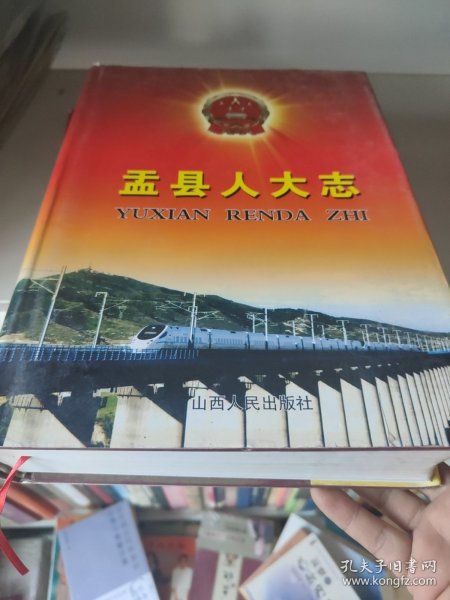 盂县人大志
YUXIAN RENDA ZHI
山西人民出版社
孔夫子旧书网
www.kongfz.com